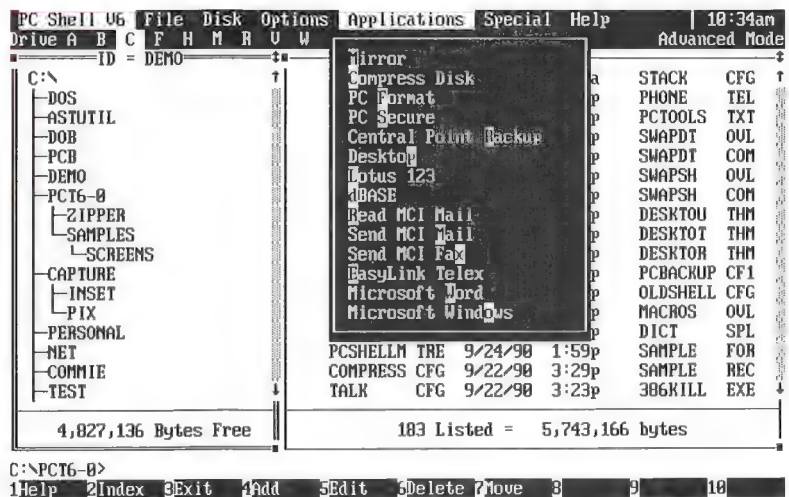 PC Shell V6 File Disk Options Applications Special Help 10:34am
Drive A B C F H M R U W Advanced Mode
ID = DEMO
C:\
DOS
ASTUTIL
DOB
PCB
DEMO
PCT6-0
ZIPPER
SAMPLES
SCREENS
CAPTURE
INSET
PIX
PERSONAL
NET
COMMIE
TEST
Mirror
Compress Disk
PC Format
PC Secure
Central Point Backup
Desktop
Lotus 123
dBASE
Read MCI Mail
Send MCI Mail
Send MCI Fax
EasyLink Telex
Microsoft Word
Microsoft Windows
a STACK CFG
p PHONE TEL
p PCTOOLS TXT
p SWAPDT OVL
p SWAPDT COM
p SWAPSH OVL
p SWAPSH COM
p DESKTOU THM
p DESKTOT THM
p DESKTOR THM
p PCBACKUP CF1
p OLDSHELL CFG
p MACROS OVL
p DICT SPL
PCSHELLM TRE 9/24/90 1:59p SAMPLE FOR
COMPRESS CFG 9/22/90 3:29p SAMPLE REC
TALK CFG 9/22/90 3:23p 386KILL EXE
4,827,136 Bytes Free
183 Listed = 5,743,166 bytes
C:\PCT6-0>
1Help 2Index 3Exit 4Add 5Edit 6Delete 7Move 8 9 10